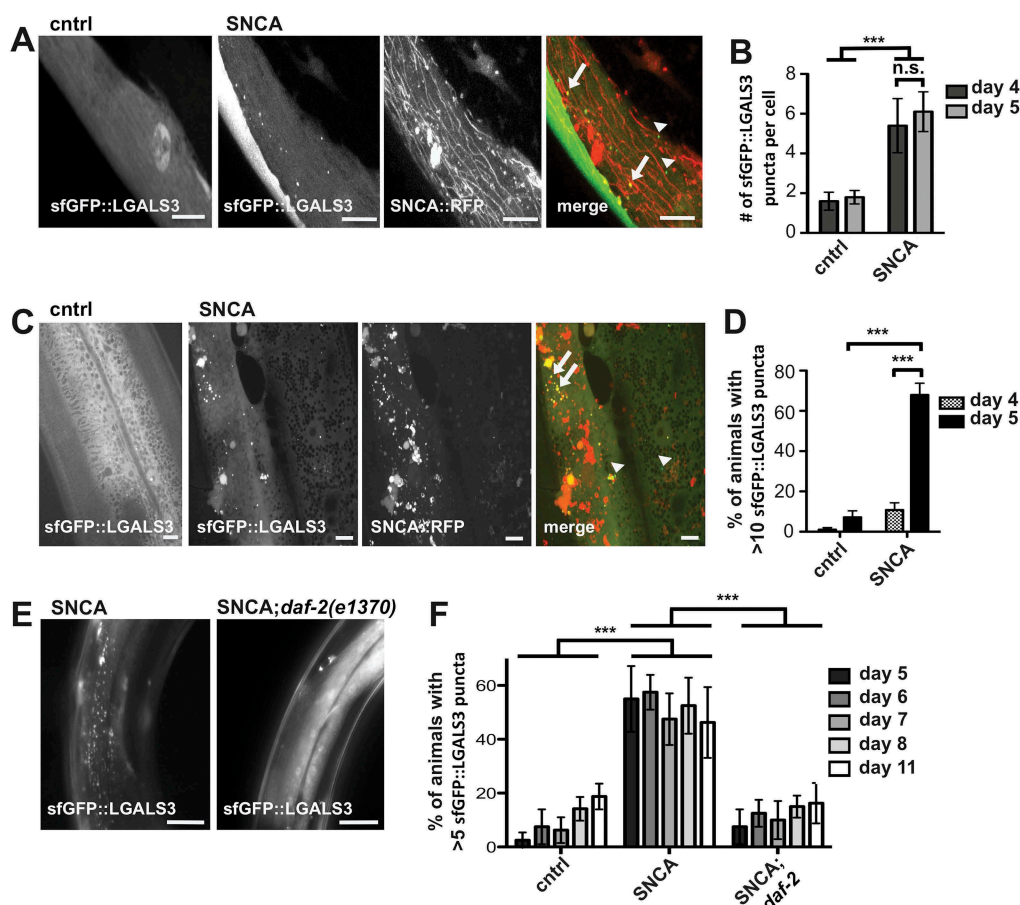 A
cntrl
SNCA
sfGFP::LGALS3
sfGFP::LGALS3
SNCA::RFP
merge
B
***
n.s.
# of sfGFP::LGALS3
puncta per cell
8
6
4
2
0
cntrl
SNCA
day 4
day 5
C
cntrl
SNCA
sfGFP::LGALS3
sfGFP::LGALS3
SNCA::RFP
merge
D
***
***
% of animals with
>10 sfGFP::LGALS3 puncta
80
60
40
20
0
cntrl
SNCA
day 4
day 5
E
SNCA
SNCA;daf-2(e1370)
sfGFP::LGALS3
sfGFP::LGALS3
F
***
***
% of animals with
>5 sfGFP::LGALS3 puncta
60
40
20
0
cntrl
SNCA
SNCA;
daf-2
day 5
day 6
day 7
day 8
day 11